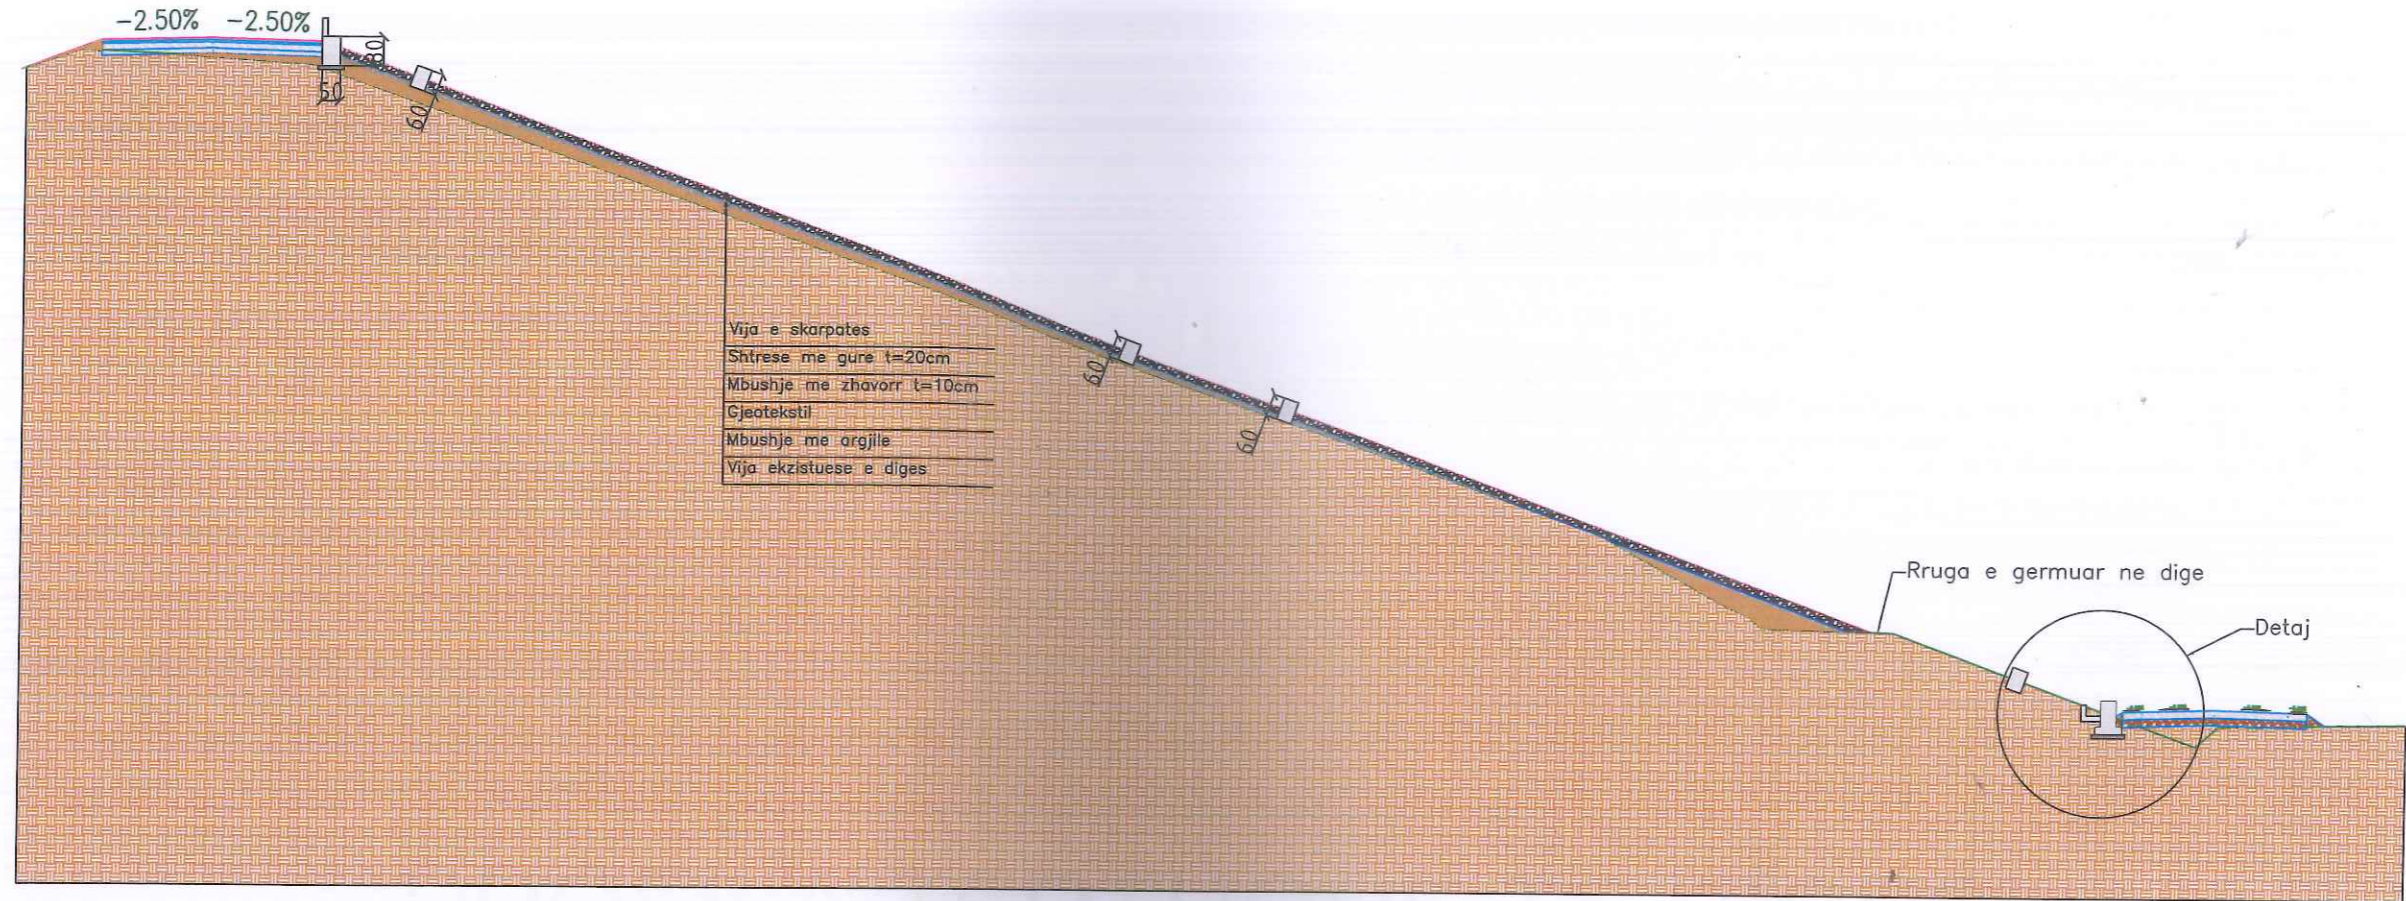 -2.50% -2.50%
80
50
60
Vija e skarpates
Shtrese me gure t=20cm
Mbushje me zhavorr t=10cm
Gjeotekstil
Mbushje me argjile
Vija ekzistuese e diges
60
60
Rruga e germuar ne dige
Detaj